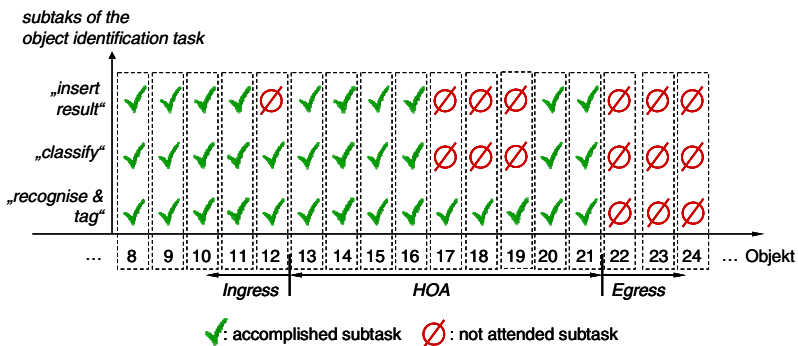 subtaks of the
object identification task
„insert
result“
„classify“
„recognise &
tag“
... 8 9 10 11 12 13 14 15 16 17 18 19 20 21 22 23 24 ... Objekt
Ingress HOA Egress
: accomplished subtask : not attended subtask